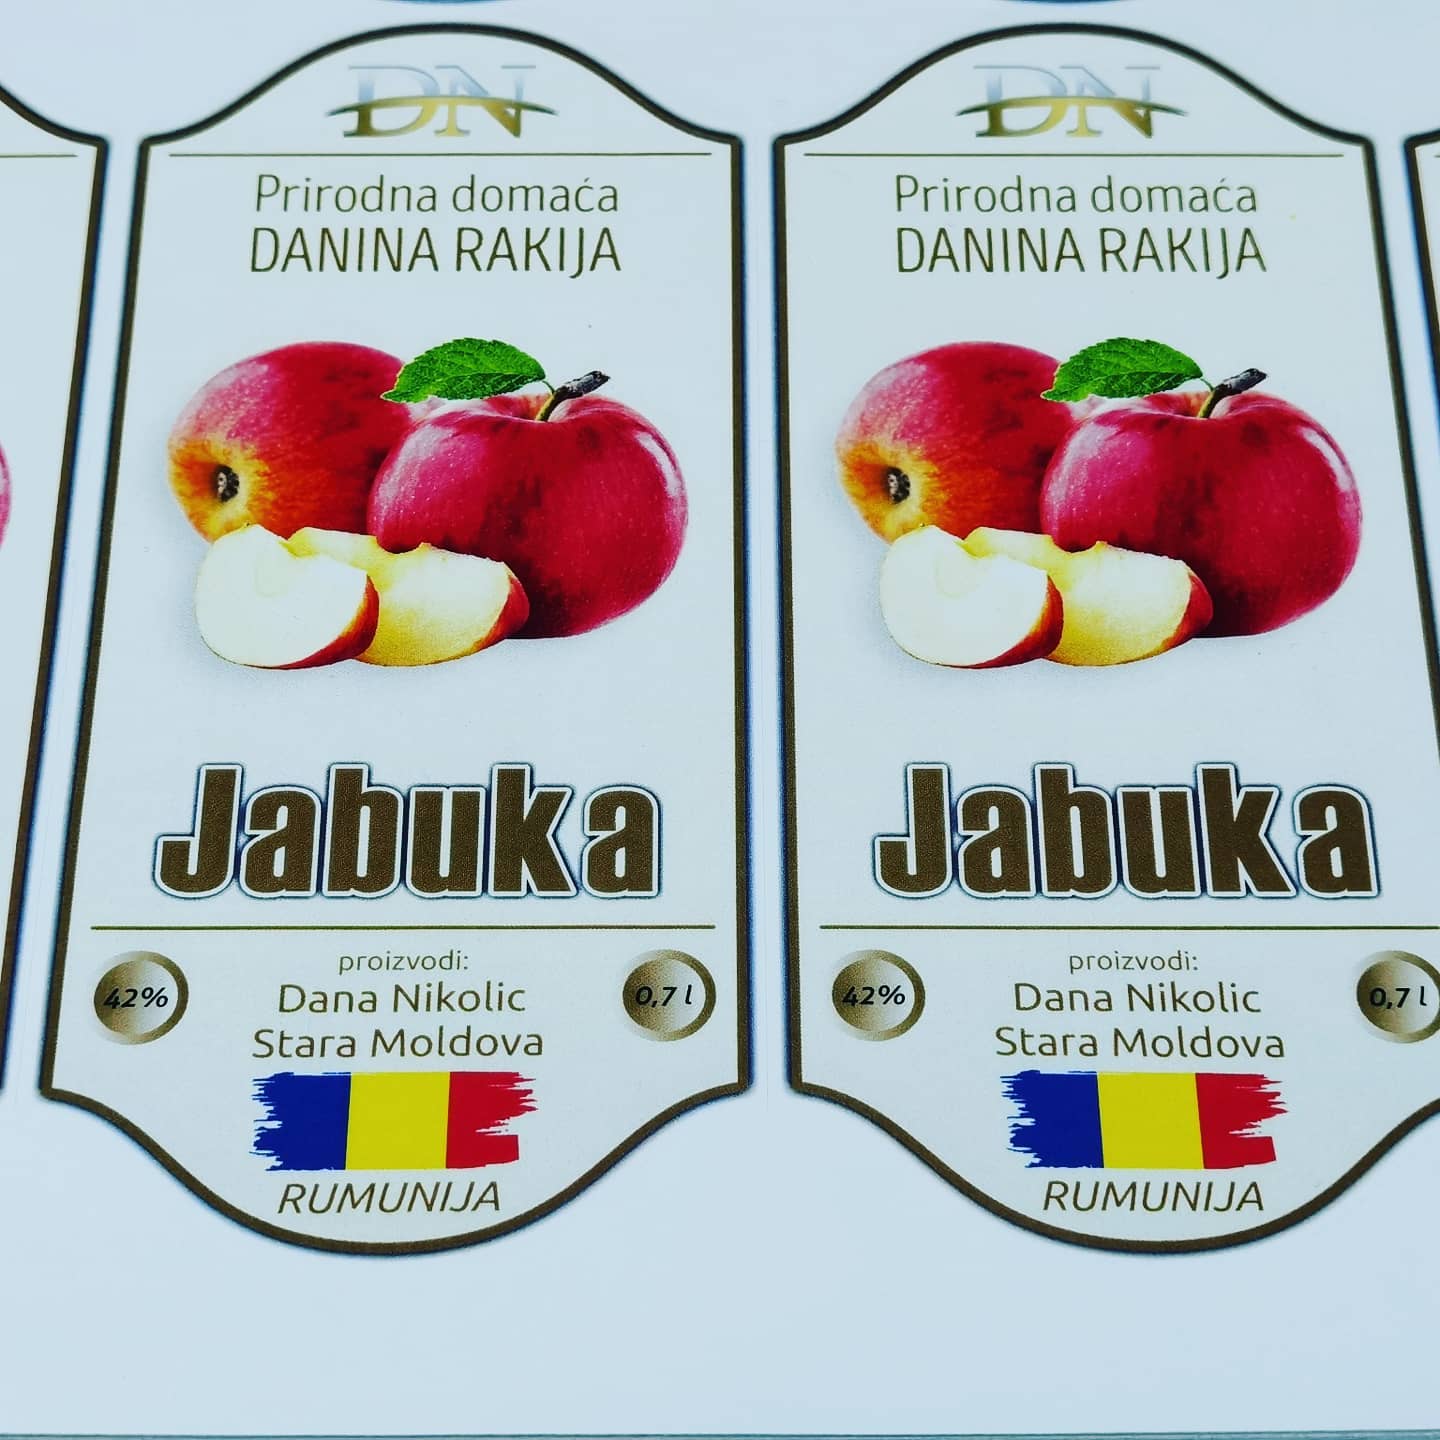 DN
Prirodna domaća
DANINA RAKIJA
Jabuka
proizvodi:
42%
Dana Nikolic
0,7 l
Stara Moldova
RUMUNIJA
DN
Prirodna domaća
DANINA RAKIJA
Jabuka
proizvodi:
42%
Dana Nikolic
0,7 l
Stara Moldova
RUMUNIJA